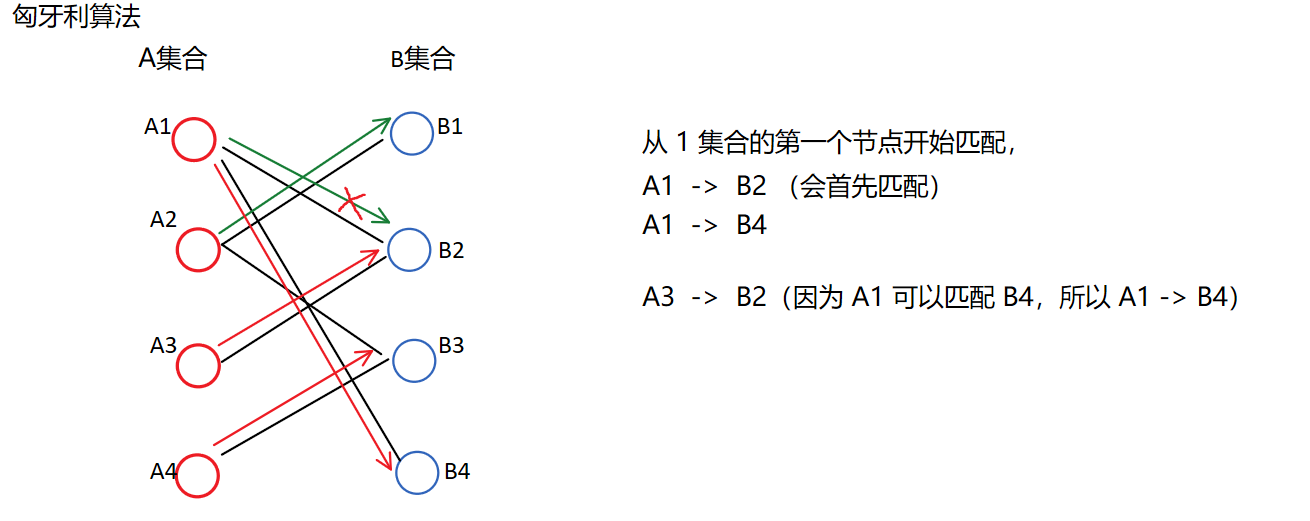 匈牙利算法
A集合
B集合
A1
B1
A2
B2
A3
B3
A4
B4
从 1 集合的第一个节点开始匹配，
A1 -> B2（会首先匹配）
A1 -> B4
A3 -> B2（因为 A1 可以匹配 B4，所以 A1 -> B4）